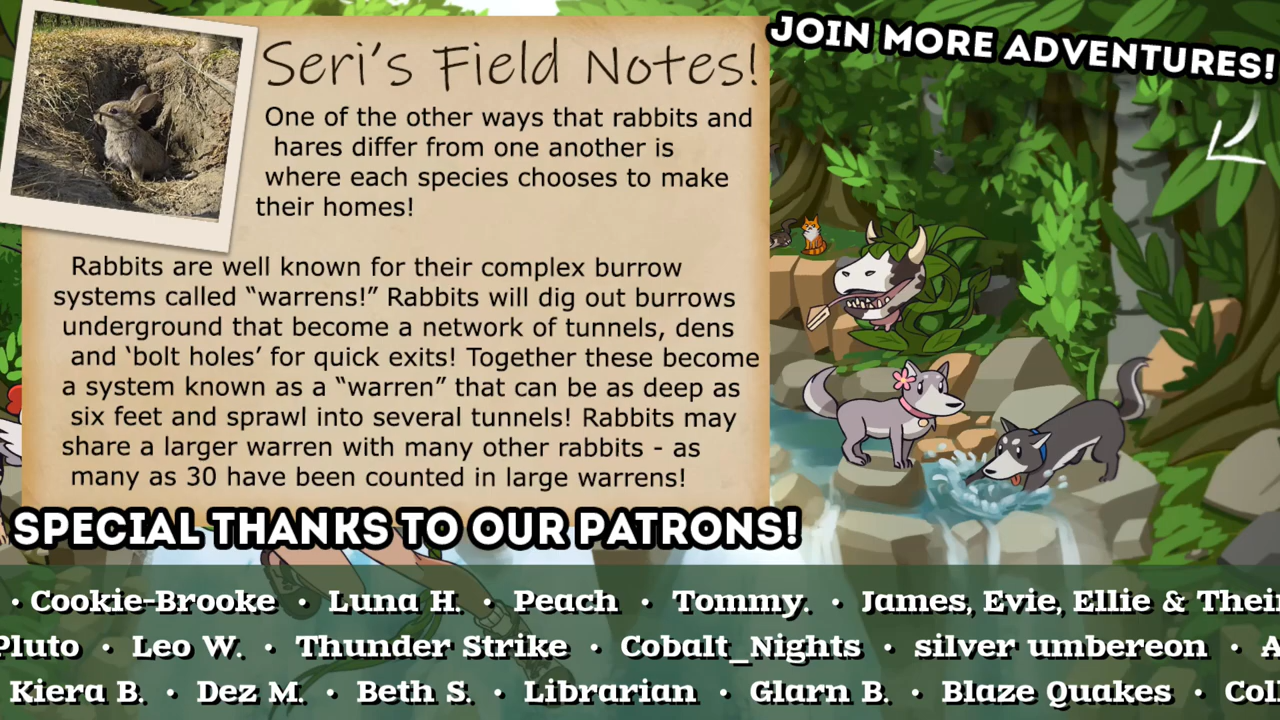 JOIN MORE ADVENTURES!
Seri's Field Notes!
One of the other ways that rabbits and
hares differ from one another is
where each species chooses to make
their homes!
Rabbits are well known for their complex burrow
systems called “warrens!” Rabbits will dig out burrows
underground that become a network of tunnels, dens
and ‘bolt holes’ for quick exits! Together these become
a system known as a “warren” that can be as deep as
six feet and sprawl into several tunnels! Rabbits may
share a larger warren with many other rabbits - as
many as 30 have been counted in large warrens!
SPECIAL THANKS TO OUR PATRONS!
• Cookie-Brooke • Luna H. • Peach • Tommy. • James, Evie, Ellie & Their
Pluto • Leo W. • Thunder Strike • Cobalt_Nights • silver umbereon • A
Kiera B. • Dez M. • Beth S. • Librarian • Glarn B. • Blaze Quakes • Coll